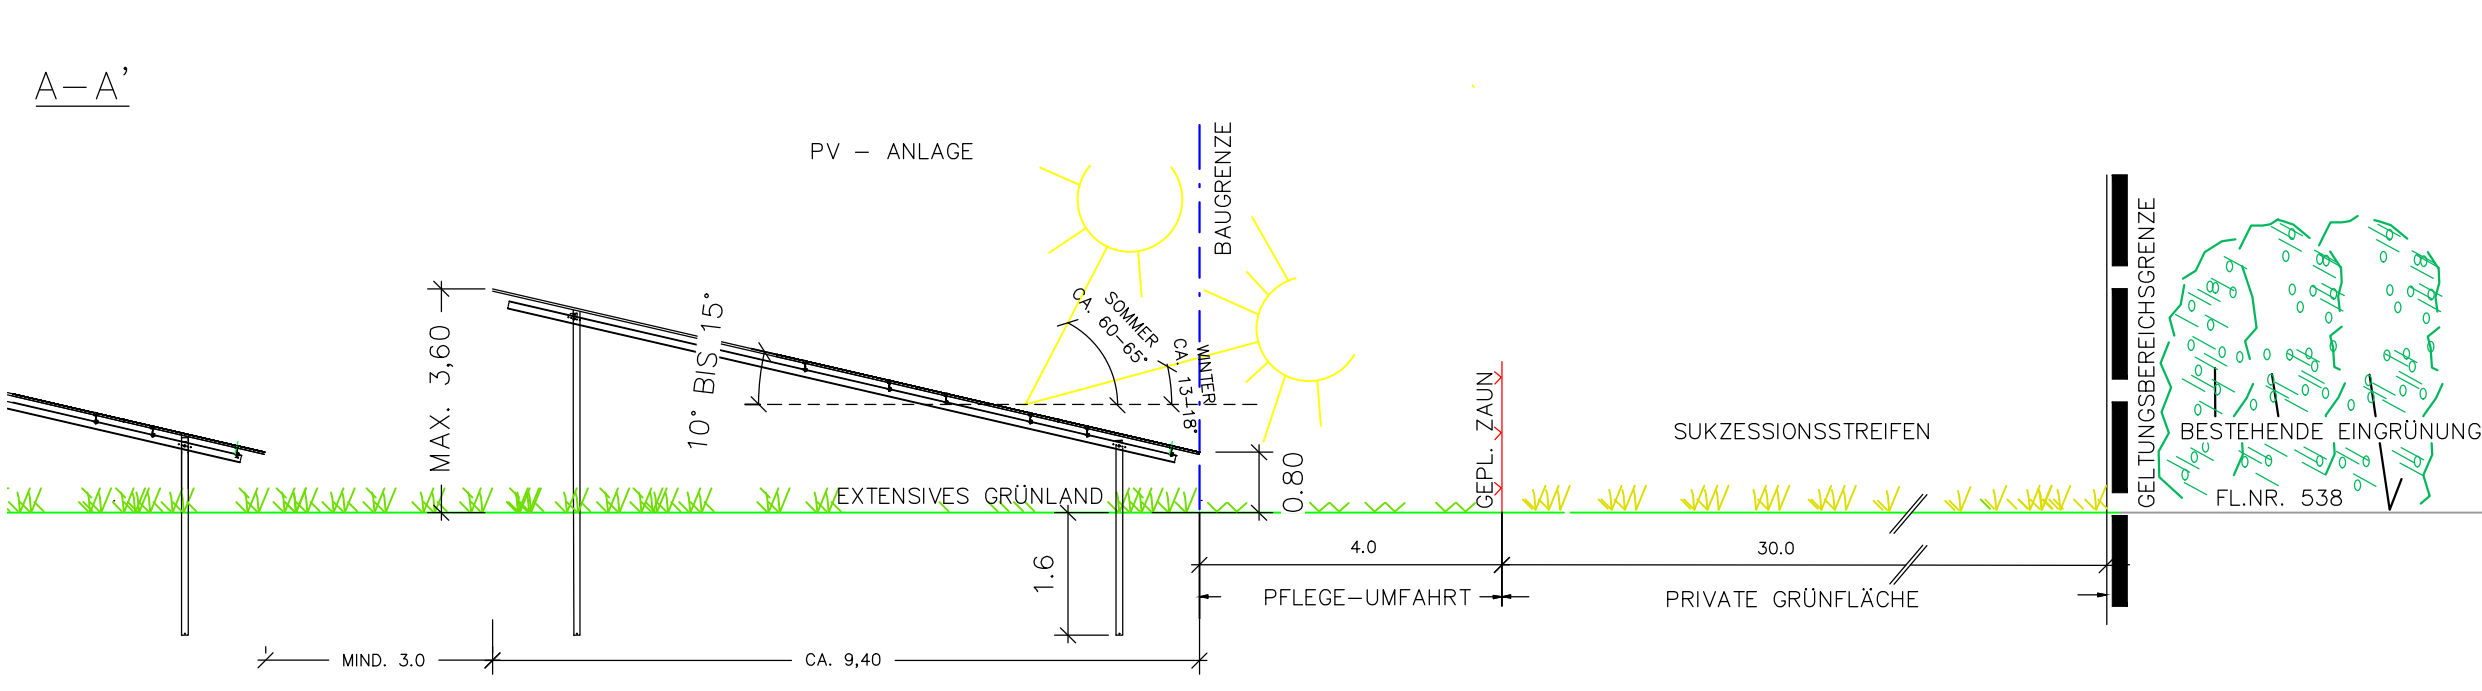 A–A'
PV – ANLAGE
BAUGRENZE
MAX. 3,60
10° BIS 15°
SOMMER
CA. 60–65°
WINTER
CA. 13–18°
EXTENSIVES GRÜNLAND
0.80
1.6
GEPL. ZAUN
SUKZESSIONSSTREIFEN
GELTUNGSBEREICHSGRENZE
BESTEHENDE EINGRÜNUNG
FL.NR. 538
4.0
30.0
PFLEGE–UMFAHRT
PRIVATE GRÜNFLÄCHE
MIND. 3.0
CA. 9,40